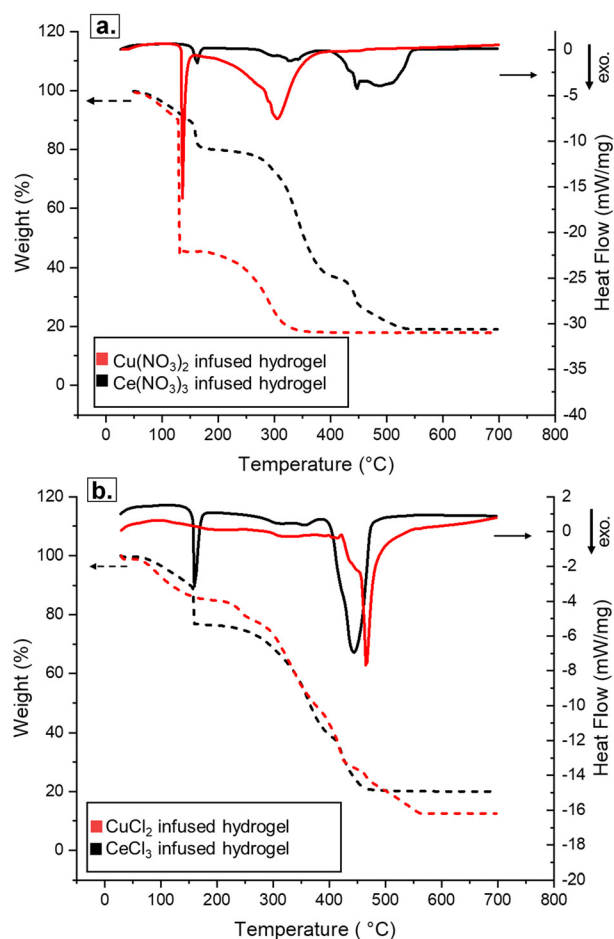 a.
120
100
80
60
40
20
0
Weight (%)
0
-5
-10
-15
-20
-25
-30
-35
-40
exo.
Heat Flow (mW/mg)
Cu(NO3)2 infused hydrogel
Ce(NO3)3 infused hydrogel
0 100 200 300 400 500 600 700 800
Temperature (°C)
b.
120
100
80
60
40
20
0
Weight (%)
2
0
-2
-4
-6
-8
-10
-12
-14
-16
-18
-20
exo.
Heat Flow (mW/mg)
CuCl2 infused hydrogel
CeCl3 infused hydrogel
0 100 200 300 400 500 600 700 800
Temperature ( °C)